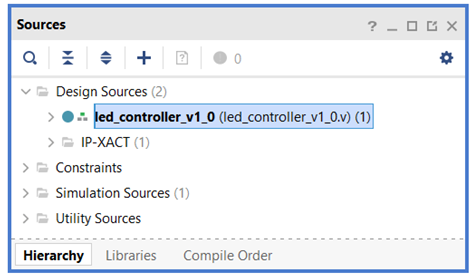 Sources
0
Design Sources (2)
led_controller_v1_0 (led_controller_v1_0.v) (1)
IP-XACT (1)
Constraints
Simulation Sources (1)
Utility Sources
Hierarchy Libraries Compile Order